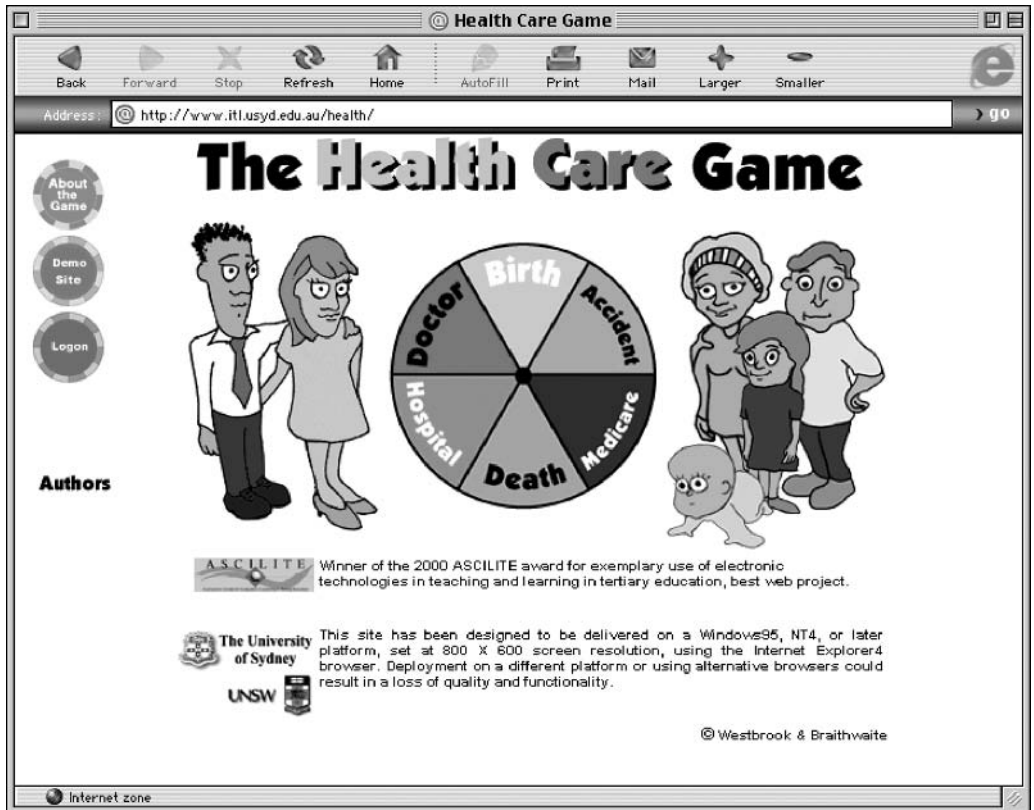 @ Health Care Game
Back Forward Stop Refresh Home AutoFill Print Mail Larger Smaller
Address: @ http://www.itl.usyd.edu.au/health/ › go
The Health Care Game
About
the
Game
Demo
Site
Logon
Authors
Birth
Accident
Medicare
Death
Hospital
Doctor
ASCILITE
Winner of the 2000 ASCILITE award for exemplary use of electronic
technologies in teaching and learning in tertiary education, best web project.
The University
of Sydney
UNSW
This site has been designed to be delivered on a Windows95, NT4, or later
platform, set at 800 X 600 screen resolution, using the Internet Explorer4
browser. Deployment on a different platform or using alternative browsers could
result in a loss of quality and functionality.
© Westbrook & Braithwaite
Internet zone